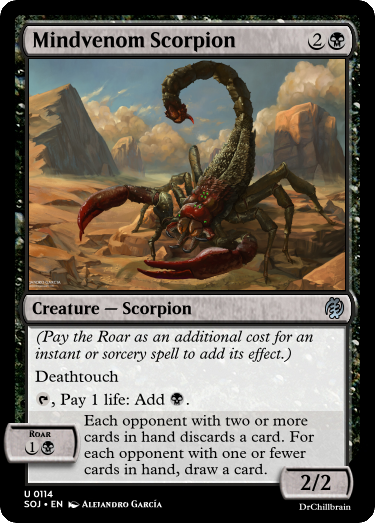 Mindvenom Scorpion 2
Creature — Scorpion
(Pay the Roar as an additional cost for an
instant or sorcery spell to add its effect.)
Deathtouch
, Pay 1 life: Add .
ROAR
1
Each opponent with two or more
cards in hand discards a card. For
each opponent with one or fewer
cards in hand, draw a card.
2/2
U 0114
SOJ • EN ALEJANDRO GARCÍA
DrChillbrain